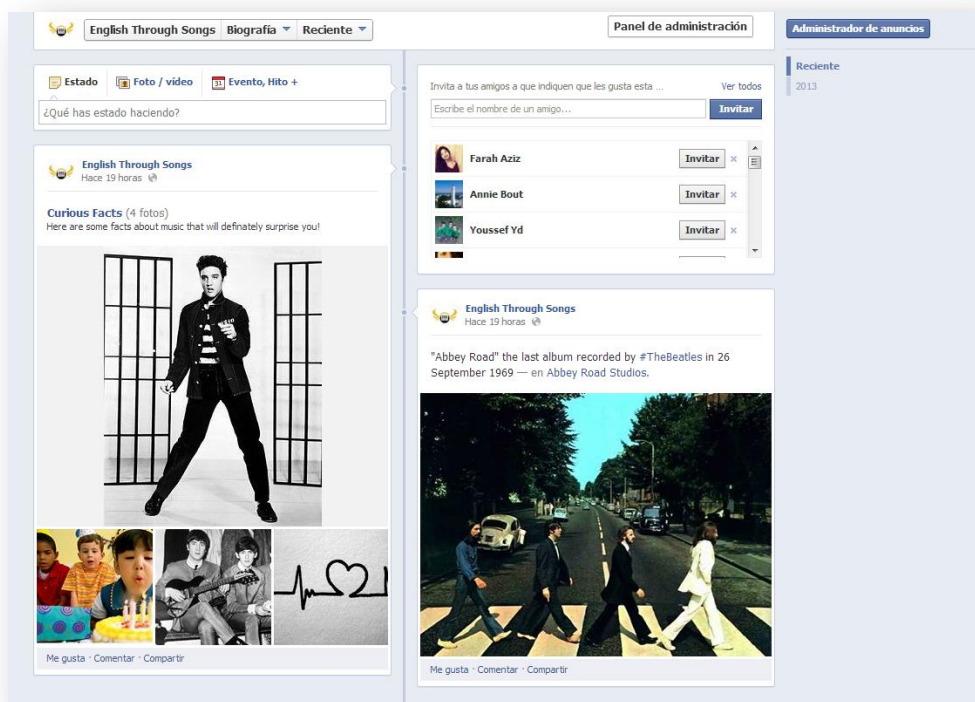 English Through Songs Biografía Reciente
Panel de administración
Administrador de anuncios
Reciente
2013
Estado Foto / vídeo 31 Evento, Hito +
¿Qué has estado haciendo?
English Through Songs
Hace 19 horas
Curious Facts (4 fotos)
Here are some facts about music that will definately surprise you!
Me gusta · Comentar · Compartir
Invita a tus amigos a que indiquen que les gusta esta ... Ver todos
Escribe el nombre de un amigo... Invitar
Farah Aziz Invitar ×
Annie Bout Invitar ×
Youssef Yd Invitar ×
English Through Songs
Hace 19 horas
"Abbey Road" the last album recorded by #TheBeatles in 26
September 1969 — en Abbey Road Studios.
Me gusta · Comentar · Compartir